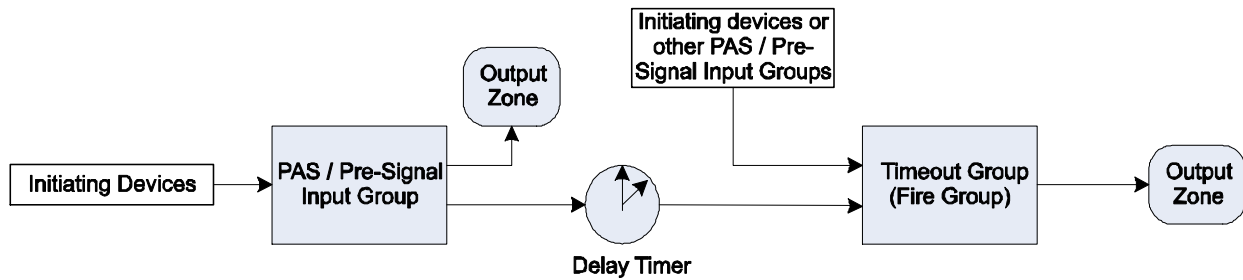 Initiating devices or
other PAS / Pre-
Signal Input Groups
Output
Zone
PAS / Pre-Signal
Input Group
Initiating Devices
Timeout Group
(Fire Group)
Output
Zone
Delay Timer